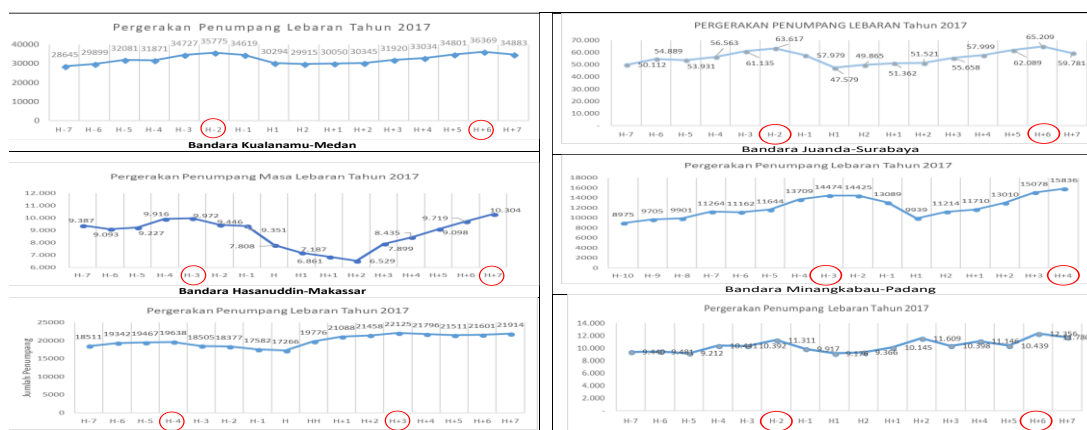 Pergerakan Penumpang Lebaran Tahun 2017
40000
30000
20000
10000
0
28645 29899 32081 31871 34727 35775 34619 30294 29915 30050 30345 31920 33034 34801 36369 34883
H-7 H-6 H-5 H-4 H-3 H-2 H-1 H1 H2 H+1 H+2 H+3 H+4 H+5 H+6 H+7
Bandara Kualanamu-Medan
PERGERAKAN PENUMPANG LEBARAN Tahun 2017
70.000
60.000
50.000
40.000
30.000
20.000
10.000
-
50.112 54.889 53.931 56.563 61.135 63.617 57.979 47.579 49.865 51.362 51.521 55.658 57.999 62.089 65.209 59.781
H-7 H-6 H-5 H-4 H-3 H-2 H-1 H1 H2 H+1 H+2 H+3 H+4 H+5 H+6 H+7
Bandara Juanda-Surabaya
Pergerakan Penumpang Masa Lebaran Tahun 2017
12.000
11.000
10.000
9.000
8.000
7.000
6.000
9.387 9.093 9.227 9.916 9.972 9.446 9.351 7.808 7.187 6.861 6.529 7.899 8.435 9.098 9.719 10.304
H-7 H-6 H-5 H-4 H-3 H-2 H-1 H H1 H+1 H+2 H+3 H+4 H+5 H+6 H+7
Bandara Hasanuddin-Makassar
Pergerakan Penumpang Lebaran Tahun 2017
18000
16000
14000
12000
10000
8000
6000
4000
2000
0
8975 9705 9901 11264 11162 11644 13709 14474 14425 13089 9939 11214 11710 13010 15078 15836
H-10 H-9 H-8 H-7 H-6 H-5 H-4 H-3 H-2 H-1 H1 H2 H+1 H+2 H+3 H+4
Bandara Minangkabau-Padang
Pergerakan Penumpang Lebaran Tahun 2017
Jumlah Penumpang
25000
20000
15000
10000
5000
0
18511 19342 19467 19638 18505 18377 17582 17266 19776 21088 21458 22125 21796 21511 21601 21914
H-7 H-6 H-5 H-4 H-3 H-2 H-1 H HH H+1 H+2 H+3 H+4 H+5 H+6 H+7
Pergerakan Penumpang Lebaran Tahun 2017
14.000
12.000
10.000
8.000
6.000
4.000
2.000
-
9.481 9.212 10.392 11.311 9.917 9.366 10.145 11.609 10.398 11.146 10.439 12.356
H-7 H-6 H-5 H-4 H-3 H-2 H-1 H1 H2 H+1 H+2 H+3 H+4 H+5 H+6 H+7